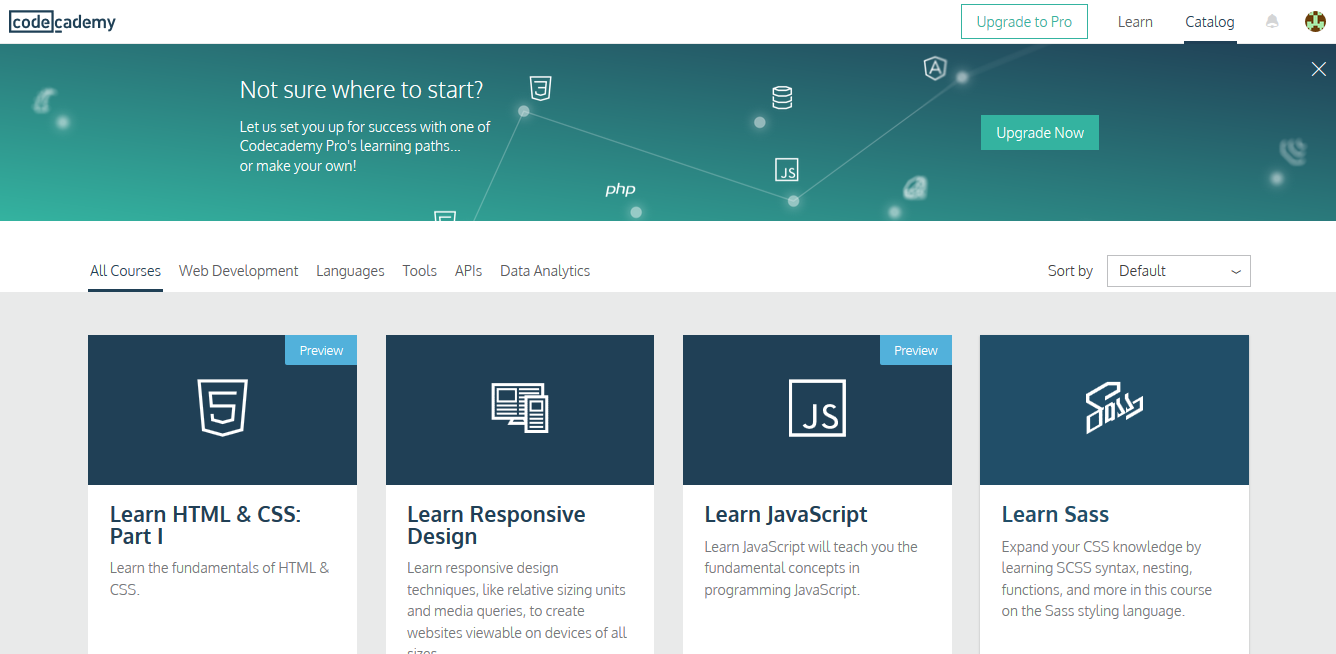 codecademy
Upgrade to Pro
Learn
Catalog
Not sure where to start?
Let us set you up for success with one of
Codecademy Pro's learning paths...
or make your own!
Upgrade Now
php
JS
All Courses
Web Development
Languages
Tools
APIs
Data Analytics
Sort by
Default
Preview
Preview
JS
Sass
Learn HTML & CSS:
Part I
Learn the fundamentals of HTML &
CSS.
Learn Responsive
Design
Learn responsive design
techniques, like relative sizing units
and media queries, to create
websites viewable on devices of all
sizes.
Learn JavaScript
Learn JavaScript will teach you the
fundamental concepts in
programming JavaScript.
Learn Sass
Expand your CSS knowledge by
learning SCSS syntax, nesting,
functions, and more in this course
on the Sass styling language.